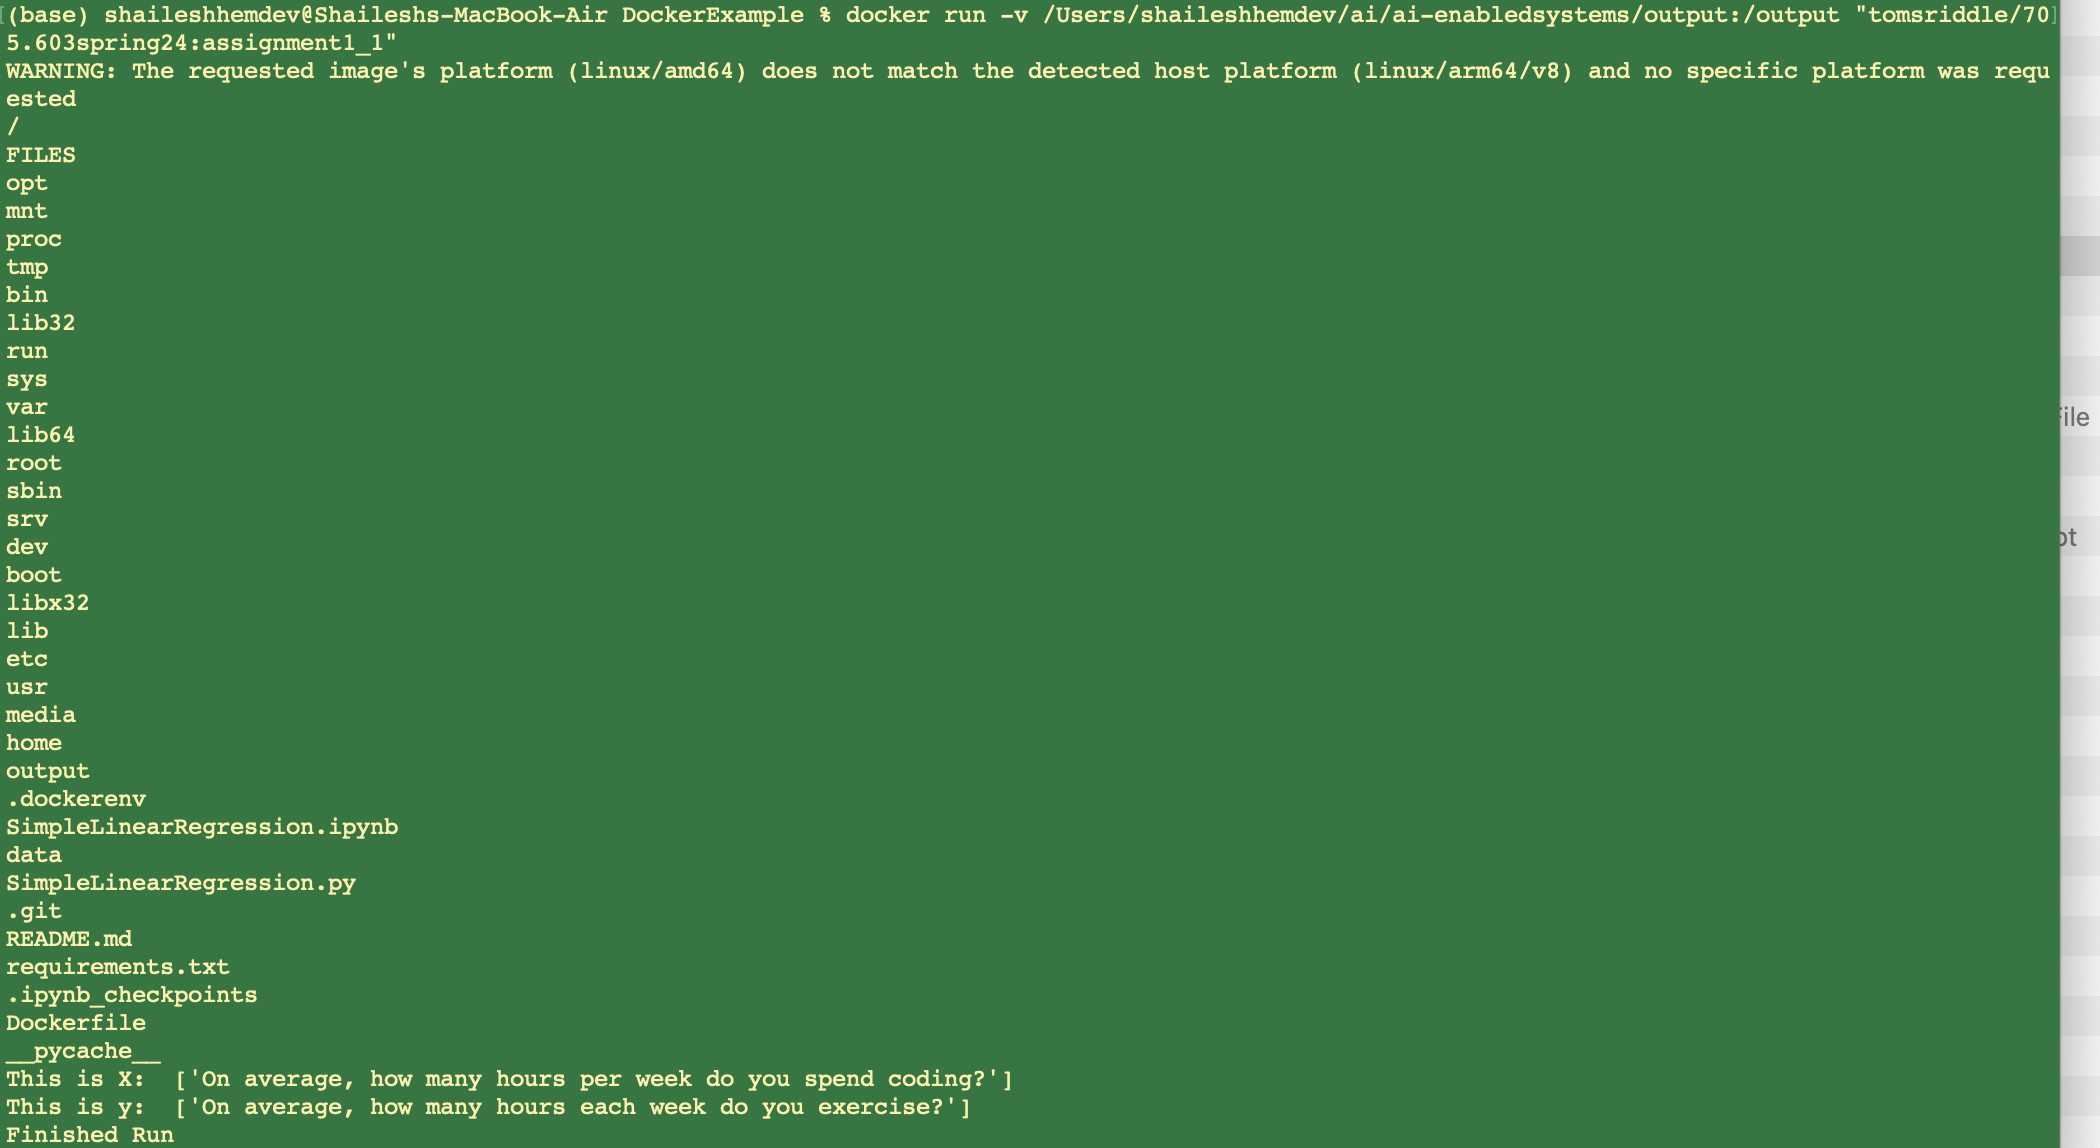 (base) shaileshhemdev@Shaileshs-MacBook-Air DockerExample % docker run -v /Users/shaileshhemdev/ai/ai-enabledsystems/output:/output "tomsriddle/70
5.603spring24:assignment1_1"
WARNING: The requested image's platform (linux/amd64) does not match the detected host platform (linux/arm64/v8) and no specific platform was requ
ested
/
FILES
opt
mnt
proc
tmp
bin
lib32
run
sys
var
lib64
root
sbin
srv
dev
boot
libx32
lib
etc
usr
media
home
output
.dockerenv
SimpleLinearRegression.ipynb
data
SimpleLinearRegression.py
.git
README.md
requirements.txt
.ipynb_checkpoints
Dockerfile
__pycache__
This is X:  ['On average, how many hours per week do you spend coding?']
This is y:  ['On average, how many hours each week do you exercise?']
Finished Run